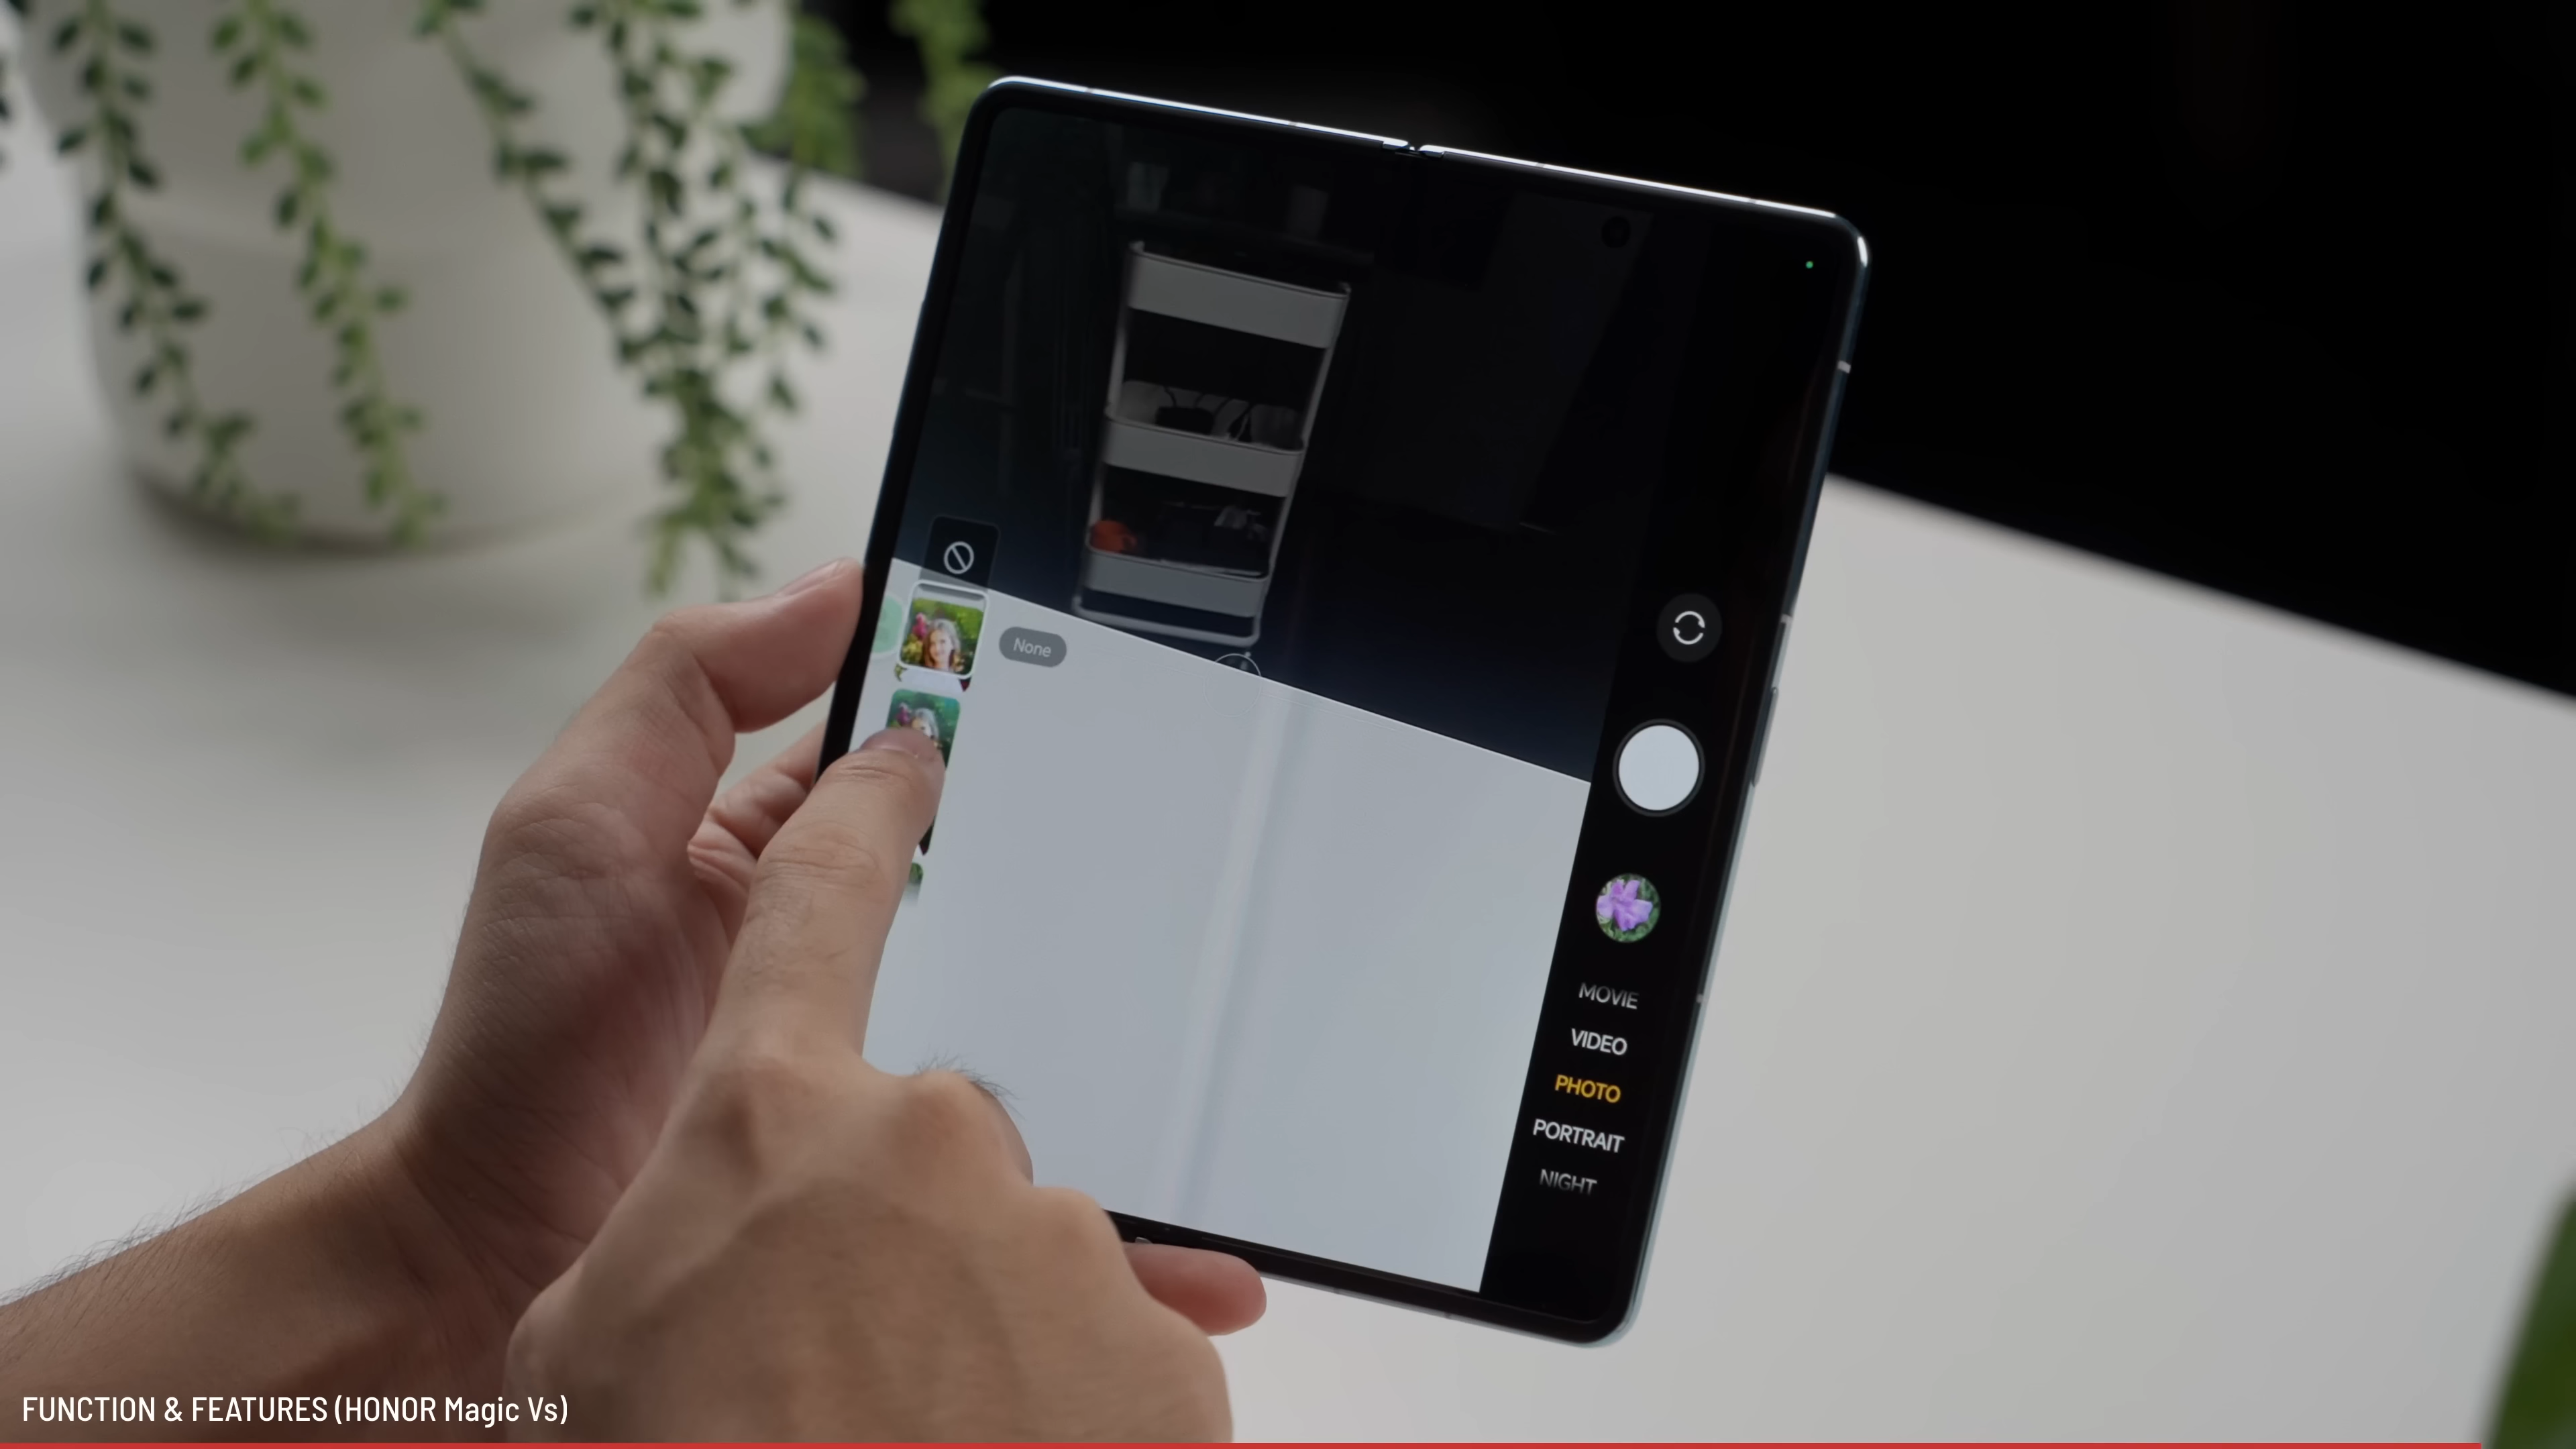 None
MOVIE
VIDEO
PHOTO
PORTRAIT
NIGHT
FUNCTION & FEATURES (HONOR Magic Vs)